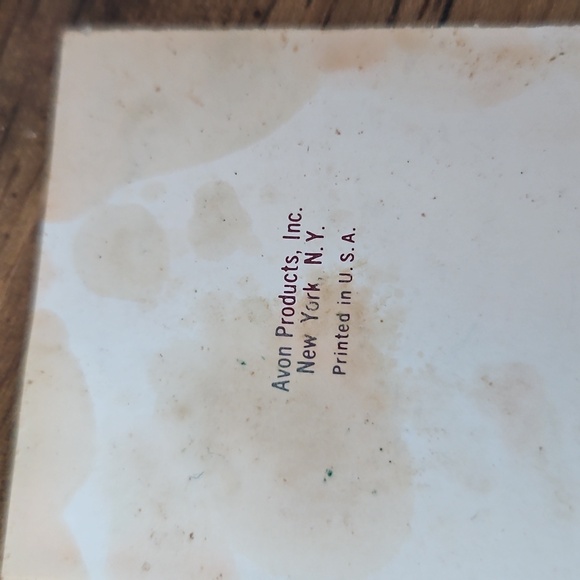 Avon Products, Inc.
New York, N.Y.
Printed in U.S.A.